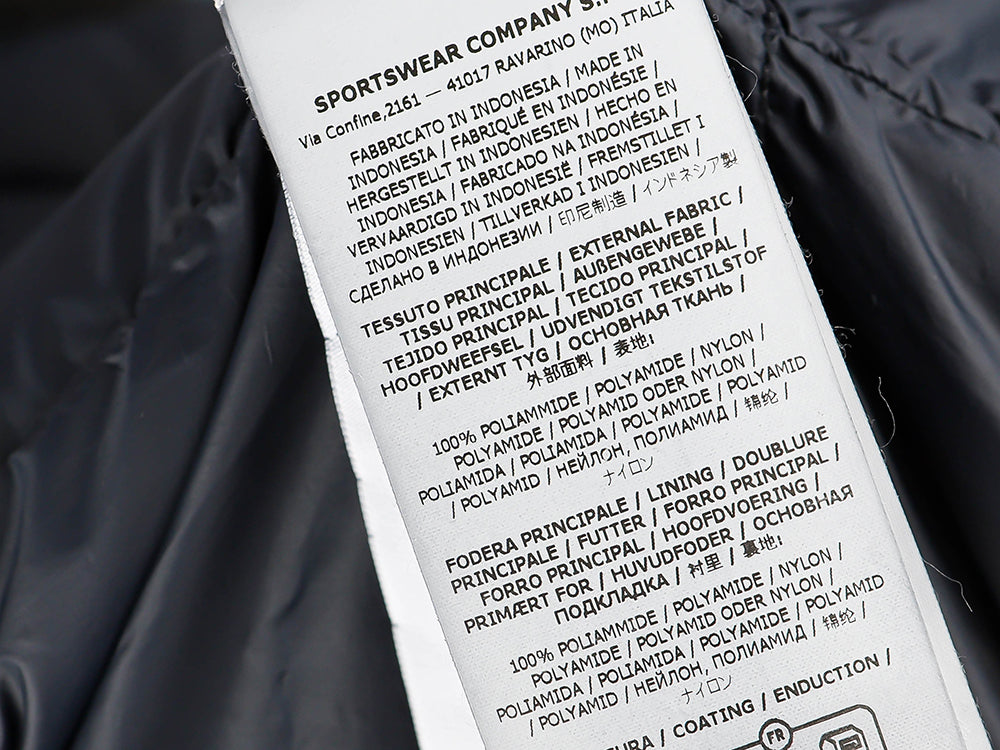 SPORTSWEAR COMPANY
Via Confine,2161 — 41017 RAVARINO (MO) ITALIA
FABBRICATO IN INDONESIA / MADE IN
INDONESIA / FABRIQUÉ EN INDONÉSIE /
HERGESTELLT IN INDONESIEN / HECHO EN
INDONESIA / FABRICADO NA INDONÉSIA /
VERVAARDIGD IN INDONESIË / FREMSTILLET I
INDONESIEN / TILLVERKAD I INDONESIEN /
СДЕЛАНО В ИНДОНЕЗИИ / 印尼制造 / インドネシア製
TESSUTO PRINCIPALE / EXTERNAL FABRIC /
TISSU PRINCIPAL / AUßENGEWEBE /
TEJIDO PRINCIPAL / TECIDO PRINCIPAL /
HOOFDWEEFSEL / UDVENDIGT TEKSTILSTOF
/ EXTERNT TYG / ОСНОВНАЯ ТКАНЬ /
外部面料 / 表地:
100% POLIAMMIDE / POLYAMIDE / NYLON /
POLYAMIDE / POLYAMID ODER NYLON /
POLIAMIDA / POLIAMIDA / POLYAMIDE / POLYAMID
/ POLYAMID / НЕЙЛОН, ПОЛИАМИД / 锦纶 /
ナイロン
FODERA PRINCIPALE / LINING / DOUBLURE
PRINCIPALE / FUTTER / FORRO PRINCIPAL /
FORRO PRINCIPAL / HOOFDVOERING /
PRIMÆRT FOR / HUVUDFODER / ОСНОВНАЯ
ПОДКЛАДКА / 衬里 / 裏地:
100% POLIAMMIDE / POLYAMIDE / NYLON /
POLYAMIDE / POLYAMID ODER NYLON /
POLIAMIDA / POLIAMIDA / POLYAMIDE / POLYAMID
/ POLYAMID / НЕЙЛОН, ПОЛИАМИД / 锦纶 /
ナイロン
/ COATING / ENDUCTION /
FR